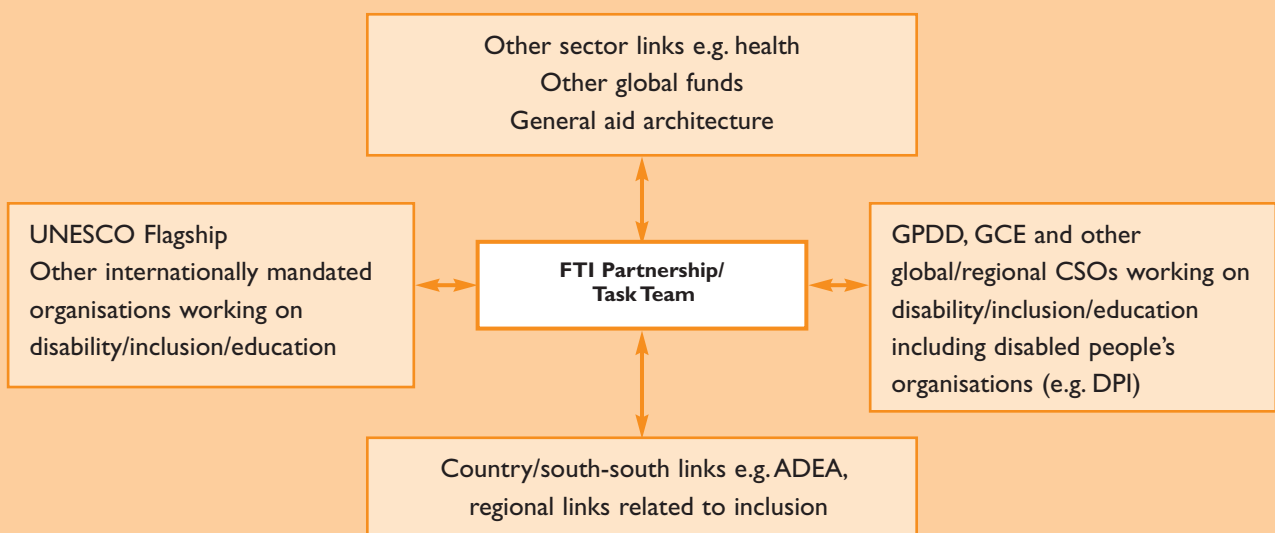 Other sector links e.g. health
Other global funds
General aid architecture
UNESCO Flagship
Other internationally mandated
organisations working on
disability/inclusion/education
FTI Partnership/
Task Team
GPDD, GCE and other
global/regional CSOs working on
disability/inclusion/education
including disabled people’s
organisations (e.g. DPI)
Country/south-south links e.g. ADEA,
regional links related to inclusion